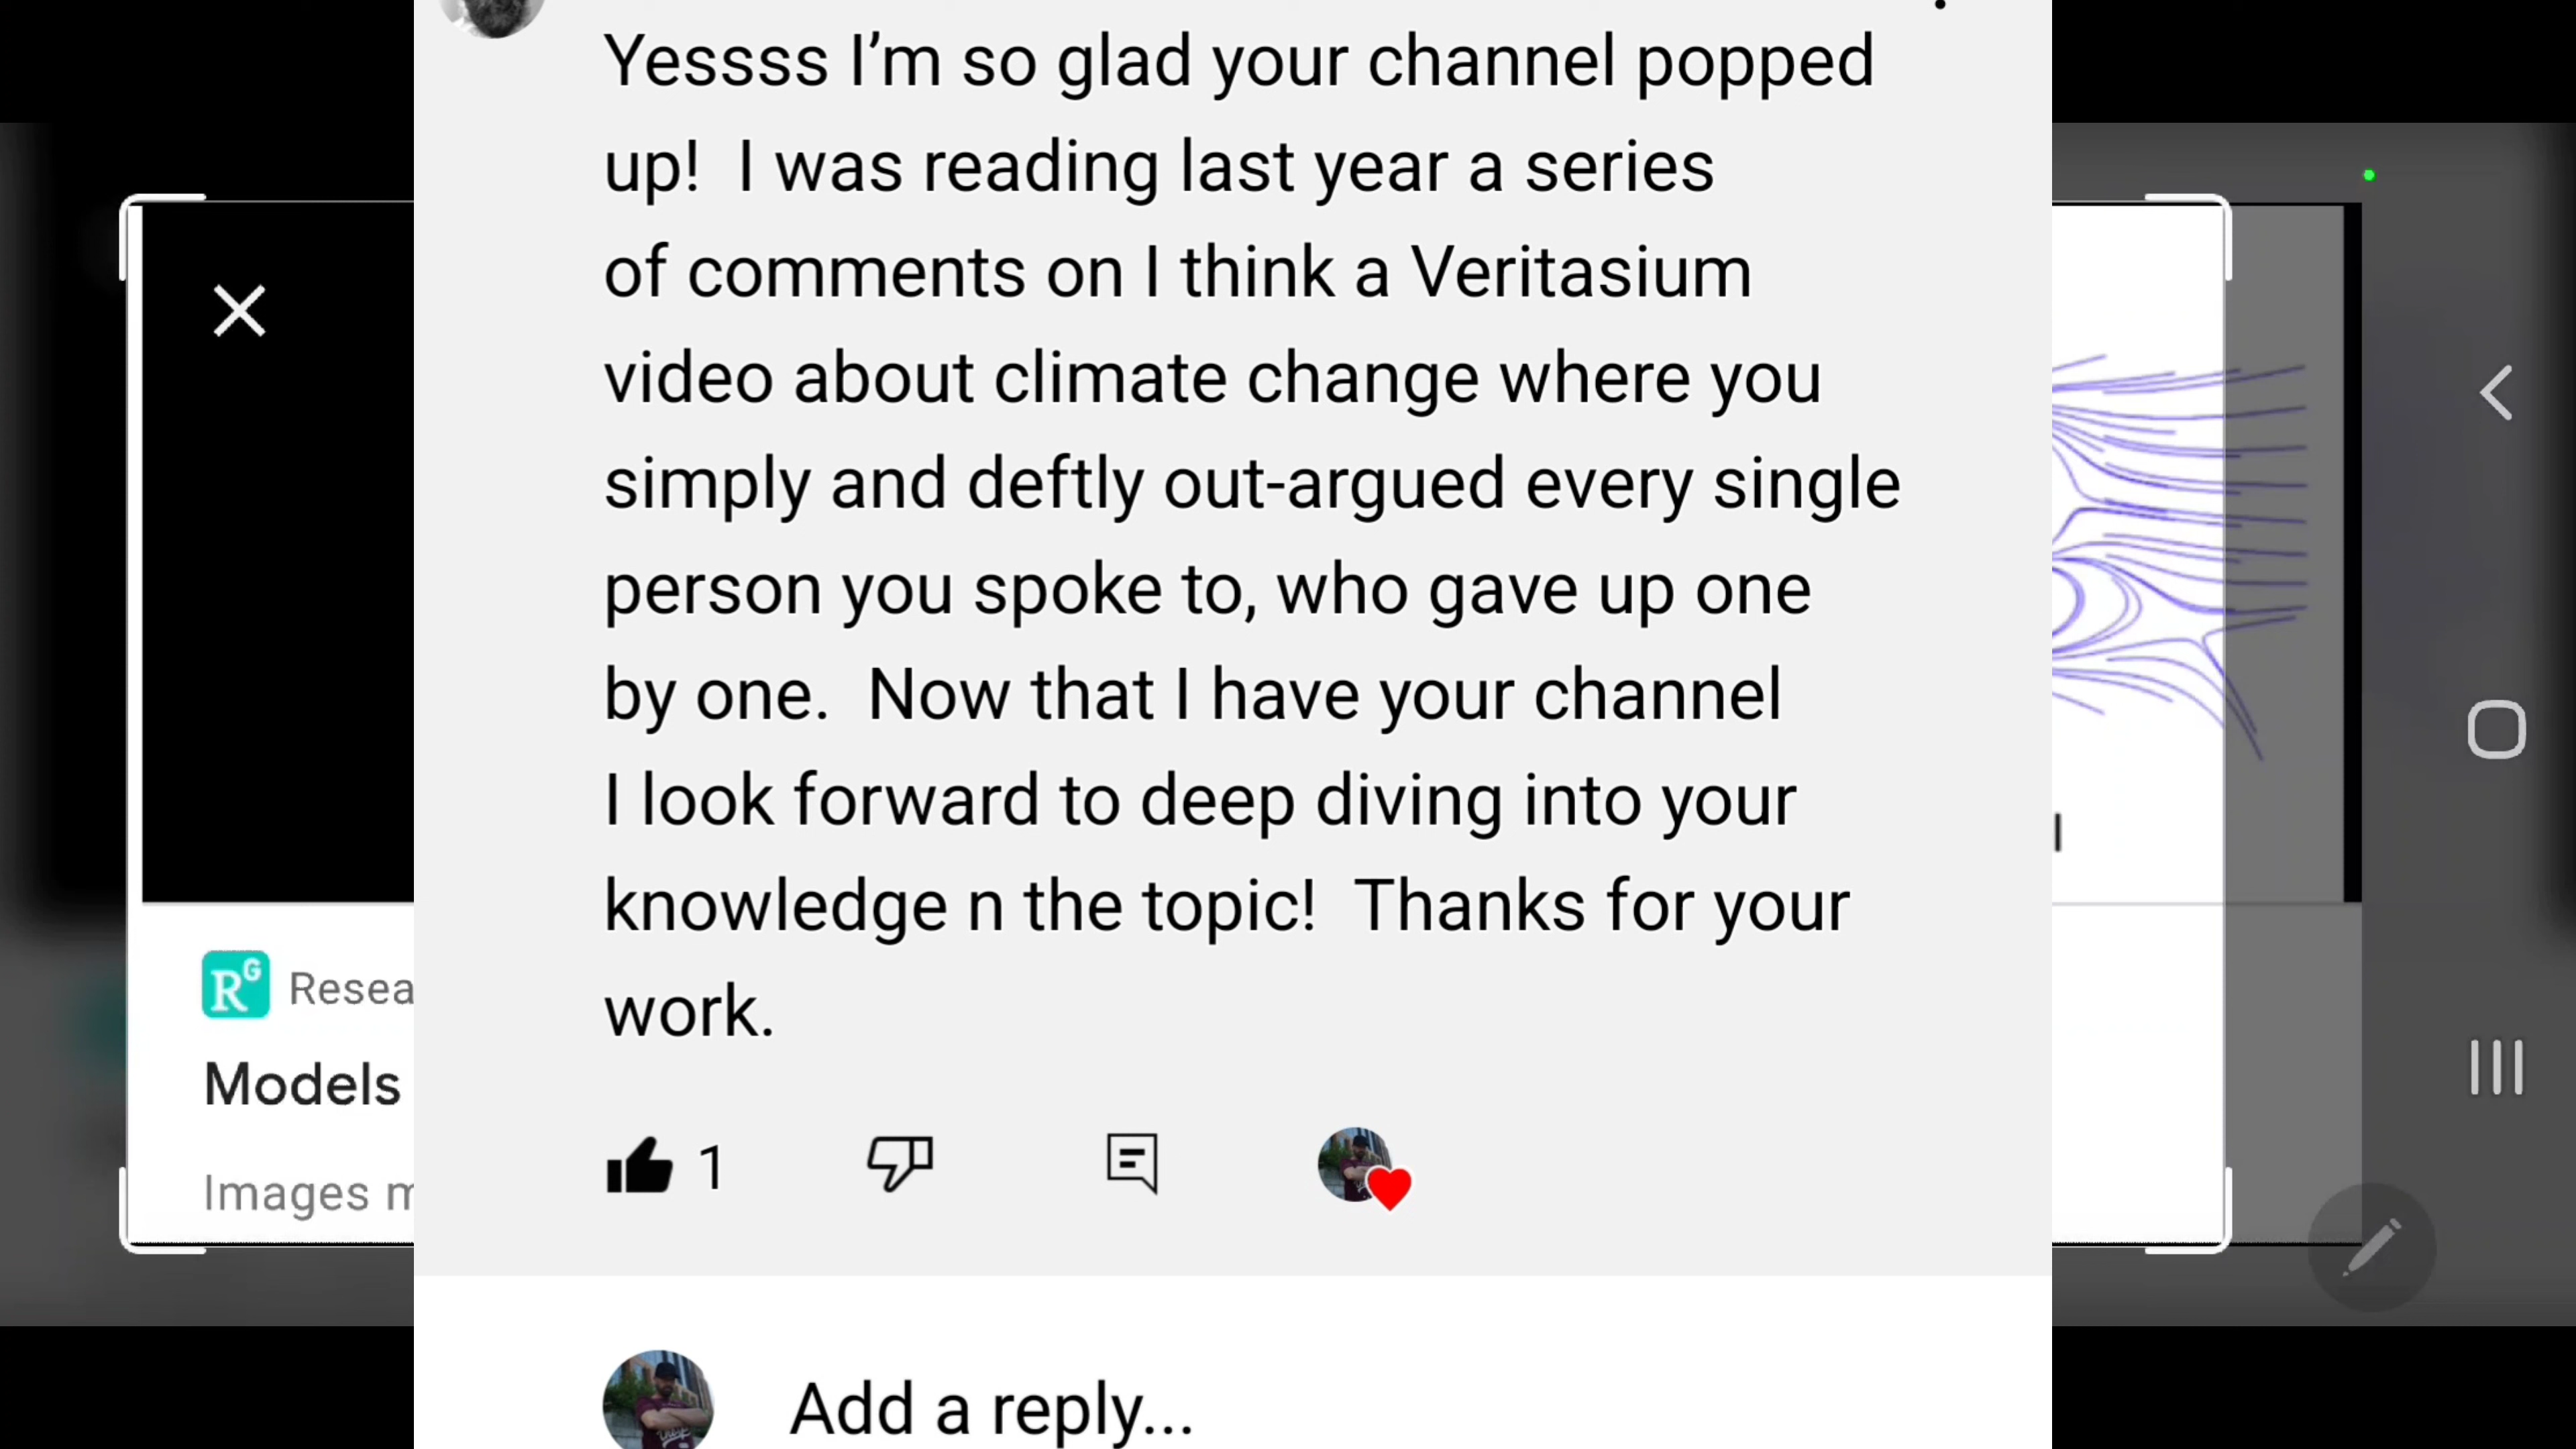 Yessss I’m so glad your channel popped
up!  I was reading last year a series
of comments on I think a Veritasium
video about climate change where you
simply and deftly out-argued every single
person you spoke to, who gave up one
by one.  Now that I have your channel
I look forward to deep diving into your
knowledge n the topic!  Thanks for your
work.
1
Add a reply...
RG Resea
Models
Images